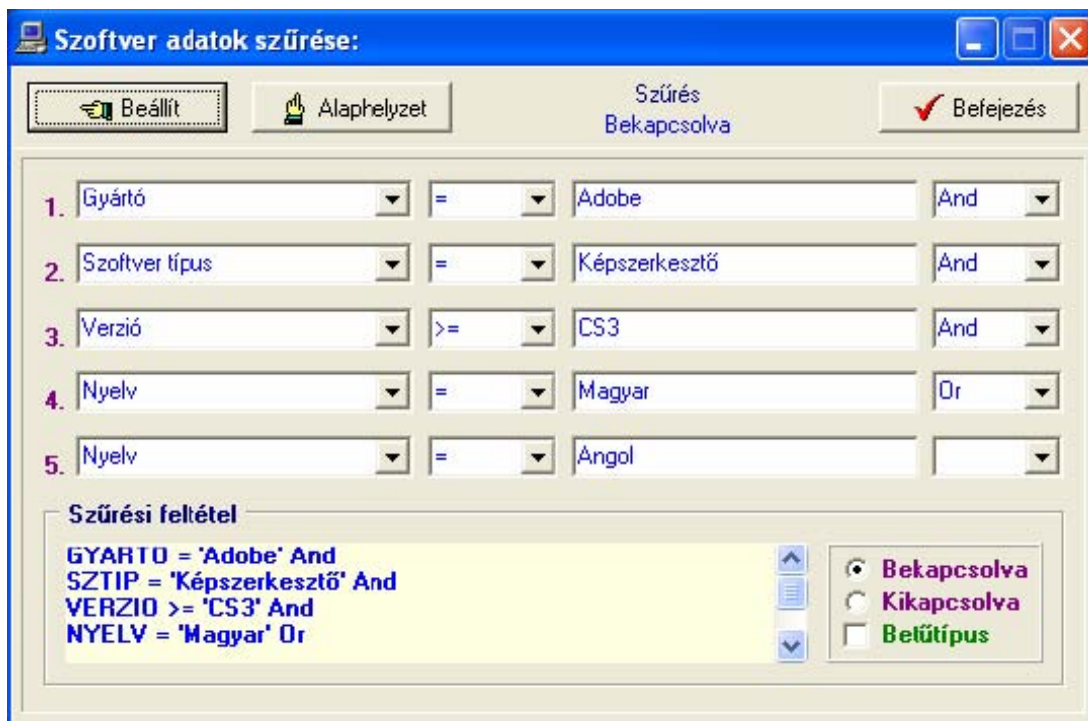 Szoftver adatok szűrése:
Beállít Alaphelyzet Szűrés Befejezés
Bekapcsolva
1. Gyártó = Adobe And
2. Szoftver típus = Képszerkesztő And
3. Verzió >= CS3 And
4. Nyelv = Magyar Or
5. Nyelv = Angol
Szűrési feltétel
GYARTO = 'Adobe' And
SZTIP = 'Képszerkesztő' And
VERZIO >= 'CS3' And
NYELV = 'Magyar' Or
Bekapcsolva
Kikapcsolva
Betűtípus